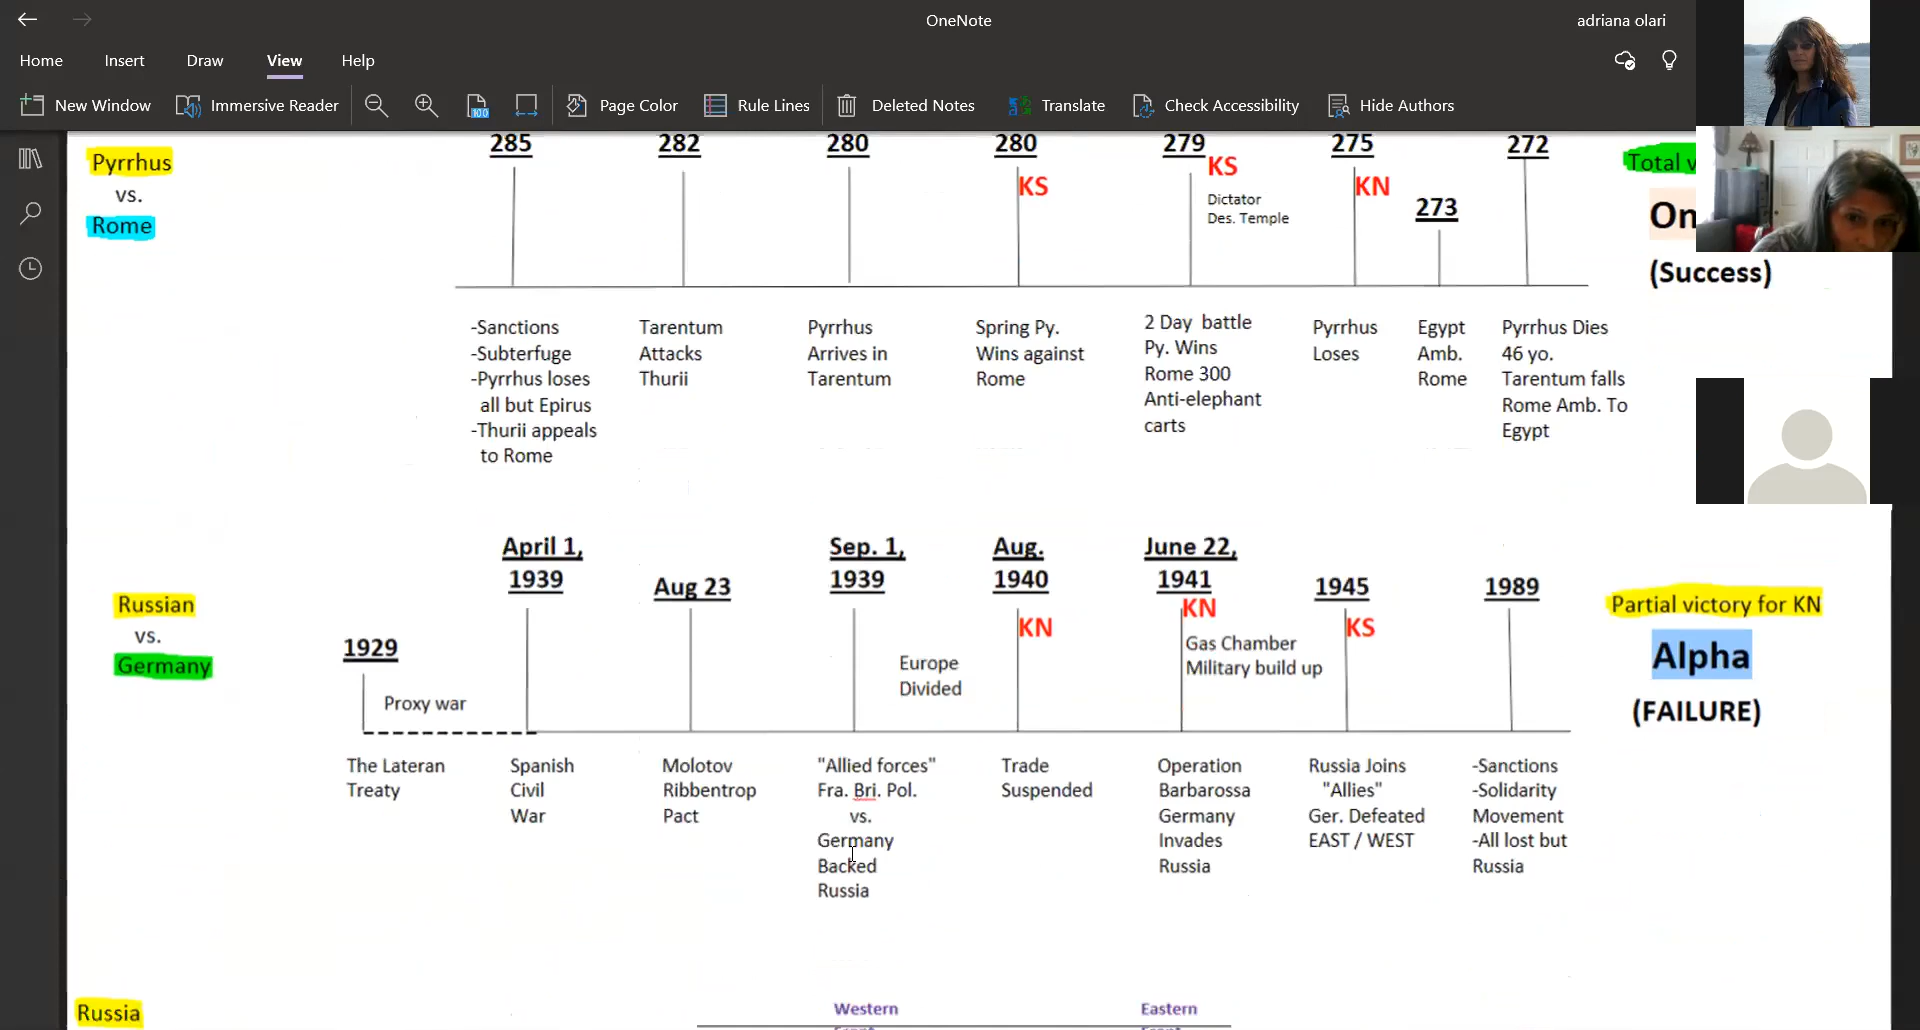 OneNote
adriana olari
Home Insert Draw View Help
New Window Immersive Reader 100 Page Color Rule Lines Deleted Notes Translate Check Accessibility Hide Authors
Pyrrhus
vs.
Rome
285 282 280 280 279 275 272
KS KS KN
Dictator
Des. Temple
273
Total v
On
(Success)
-Sanctions
-Subterfuge
-Pyrrhus loses
all but Epirus
-Thurii appeals
to Rome
Tarentum
Attacks
Thurii
Pyrrhus
Arrives in
Tarentum
Spring Py.
Wins against
Rome
2 Day battle
Py. Wins
Rome 300
Anti-elephant
carts
Pyrrhus
Loses
Egypt
Amb.
Rome
Pyrrhus Dies
46 yo.
Tarentum falls
Rome Amb. To
Egypt
Russian
vs.
Germany
1929
Proxy war
April 1,
1939
Aug 23
Sep. 1,
1939
Europe
Divided
Aug.
1940
KN
June 22,
1941
KN
Gas Chamber
Military build up
1945
KS
1989
Partial victory for KN
Alpha
(FAILURE)
The Lateran
Treaty
Spanish
Civil
War
Molotov
Ribbentrop
Pact
"Allied forces"
Fra. Bri. Pol.
vs.
Germany
Backed
Russia
Trade
Suspended
Operation
Barbarossa
Germany
Invades
Russia
Russia Joins
"Allies"
Ger. Defeated
EAST / WEST
-Sanctions
-Solidarity
Movement
-All lost but
Russia
Russia
Western
Eastern